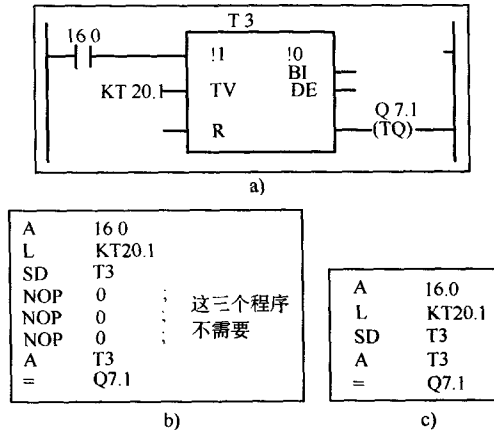 T 3
16 0
!1 !0
BI
KT 20.1 TV DE
Q 7.1
R (TQ)
a)
A 16 0
L KT20.1
SD T3
NOP 0 ; 这三个程序
NOP 0 ; 不需要
NOP 0 ;
A T3
= Q7.1
b)
A 16.0
L KT20.1
SD T3
A T3
= Q7.1
c)